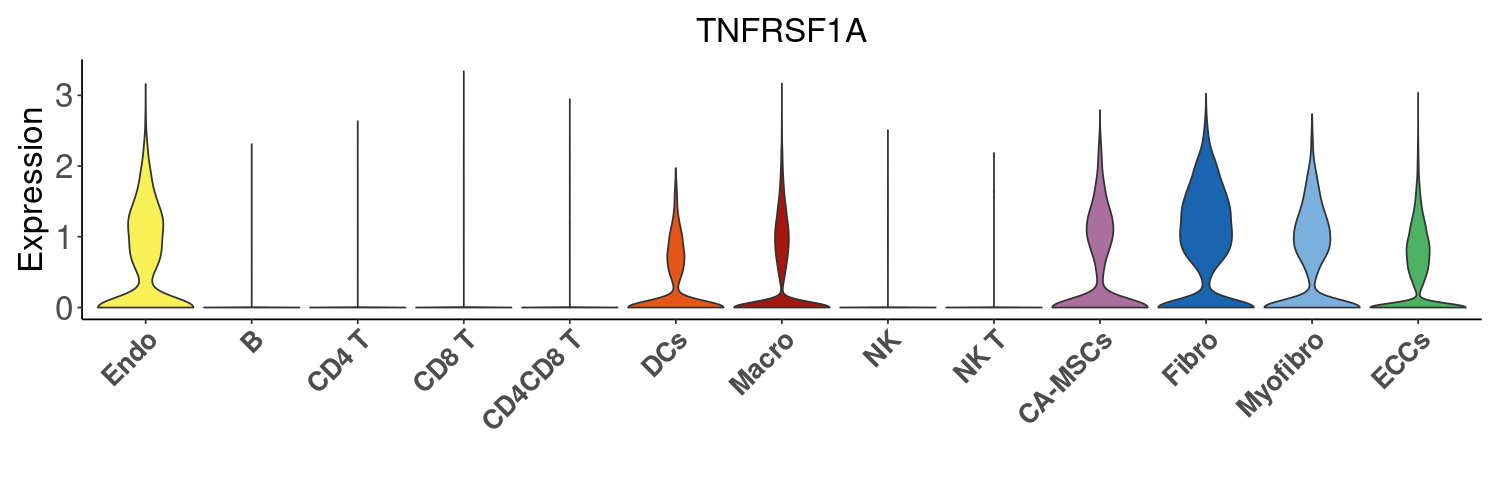 TNFRSF1A
Expression
3
2
1
0
Endo
B
CD4 T
CD8 T
CD4CD8 T
DCs
Macro
NK
NK T
CA-MSCs
Fibro
Myofibro
ECCs